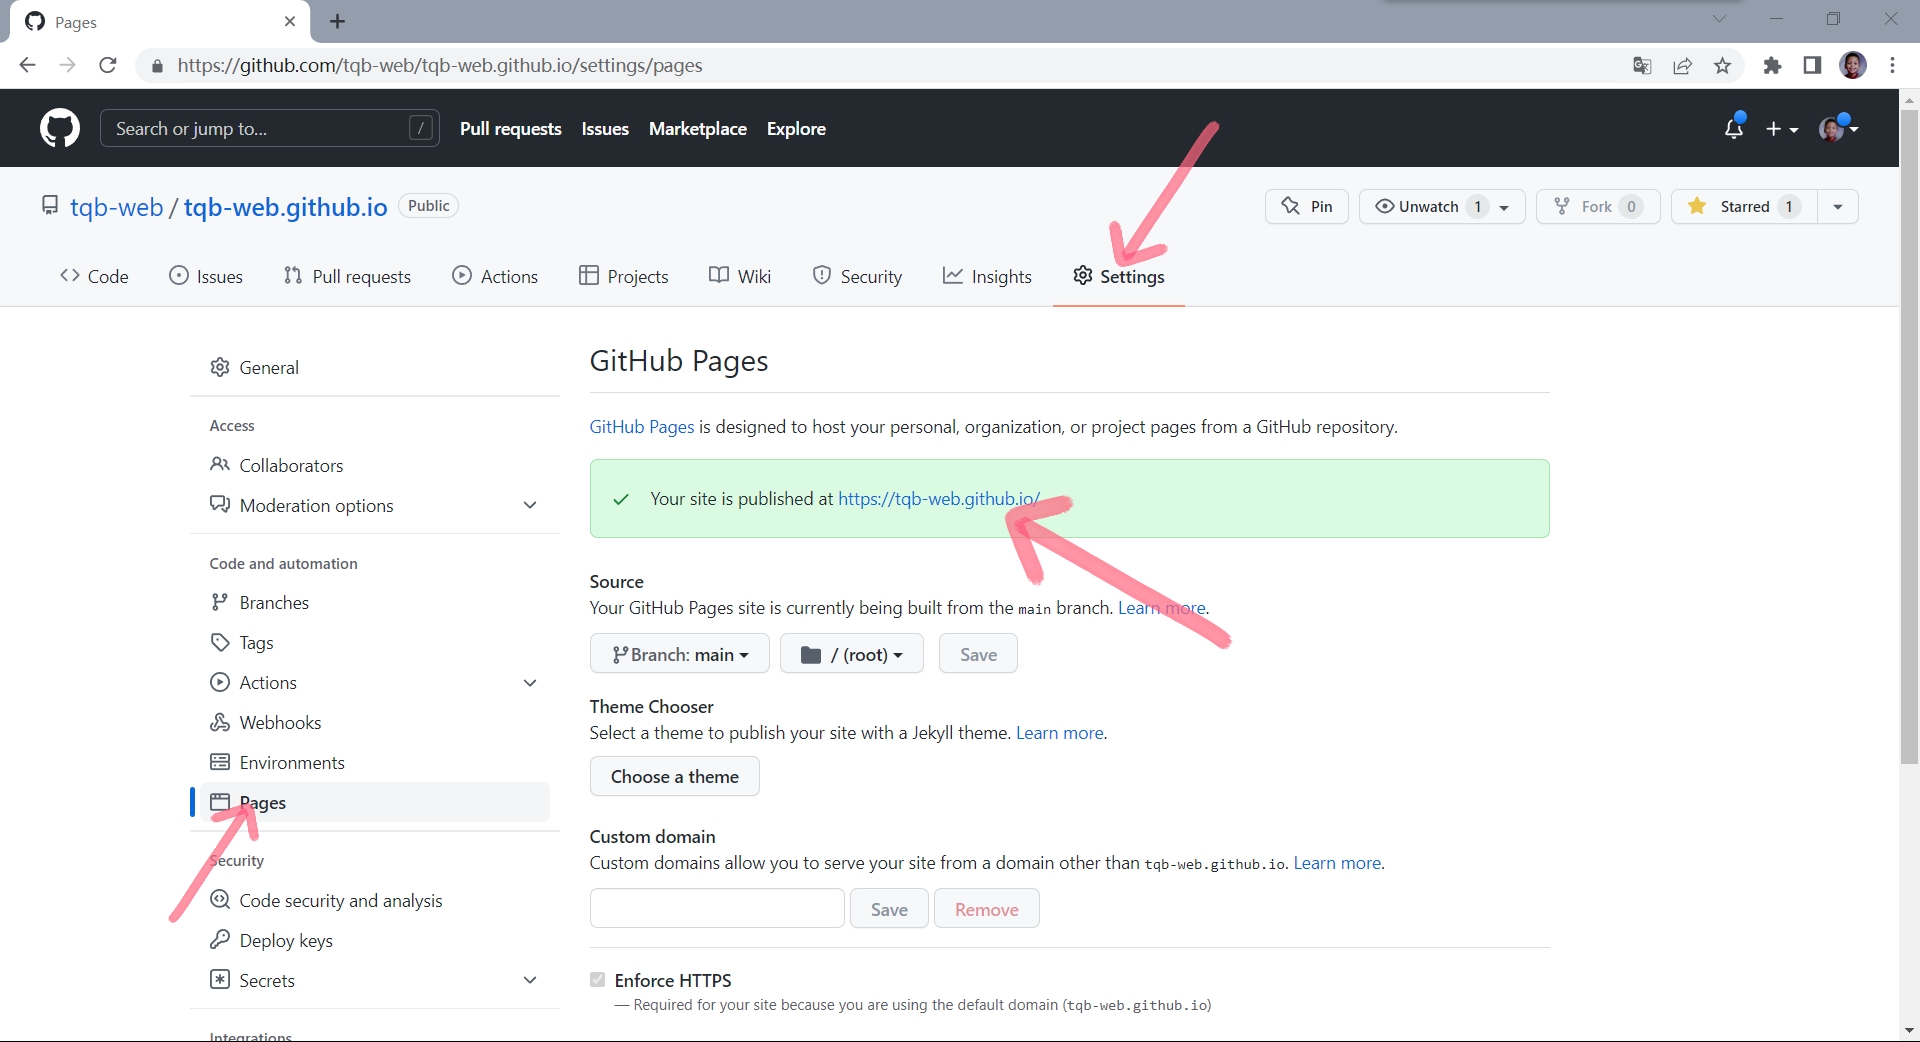 Pages
https://github.com/tqb-web/tqb-web.github.io/settings/pages
Search or jump to... /
Pull requests Issues Marketplace Explore
tqb-web / tqb-web.github.io Public
Pin Unwatch 1 Fork 0 Starred 1
Code Issues Pull requests Actions Projects Wiki Security Insights Settings
General
Access
Collaborators
Moderation options
Code and automation
Branches
Tags
Actions
Webhooks
Environments
Pages
Security
Code security and analysis
Deploy keys
Secrets
Integrations
GitHub Pages
GitHub Pages is designed to host your personal, organization, or project pages from a GitHub repository.
Your site is published at https://tqb-web.github.io/
Source
Your GitHub Pages site is currently being built from the main branch. Learn more.
Branch: main / (root) Save
Theme Chooser
Select a theme to publish your site with a Jekyll theme. Learn more.
Choose a theme
Custom domain
Custom domains allow you to serve your site from a domain other than tqb-web.github.io. Learn more.
Save Remove
Enforce HTTPS
— Required for your site because you are using the default domain (tqb-web.github.io)